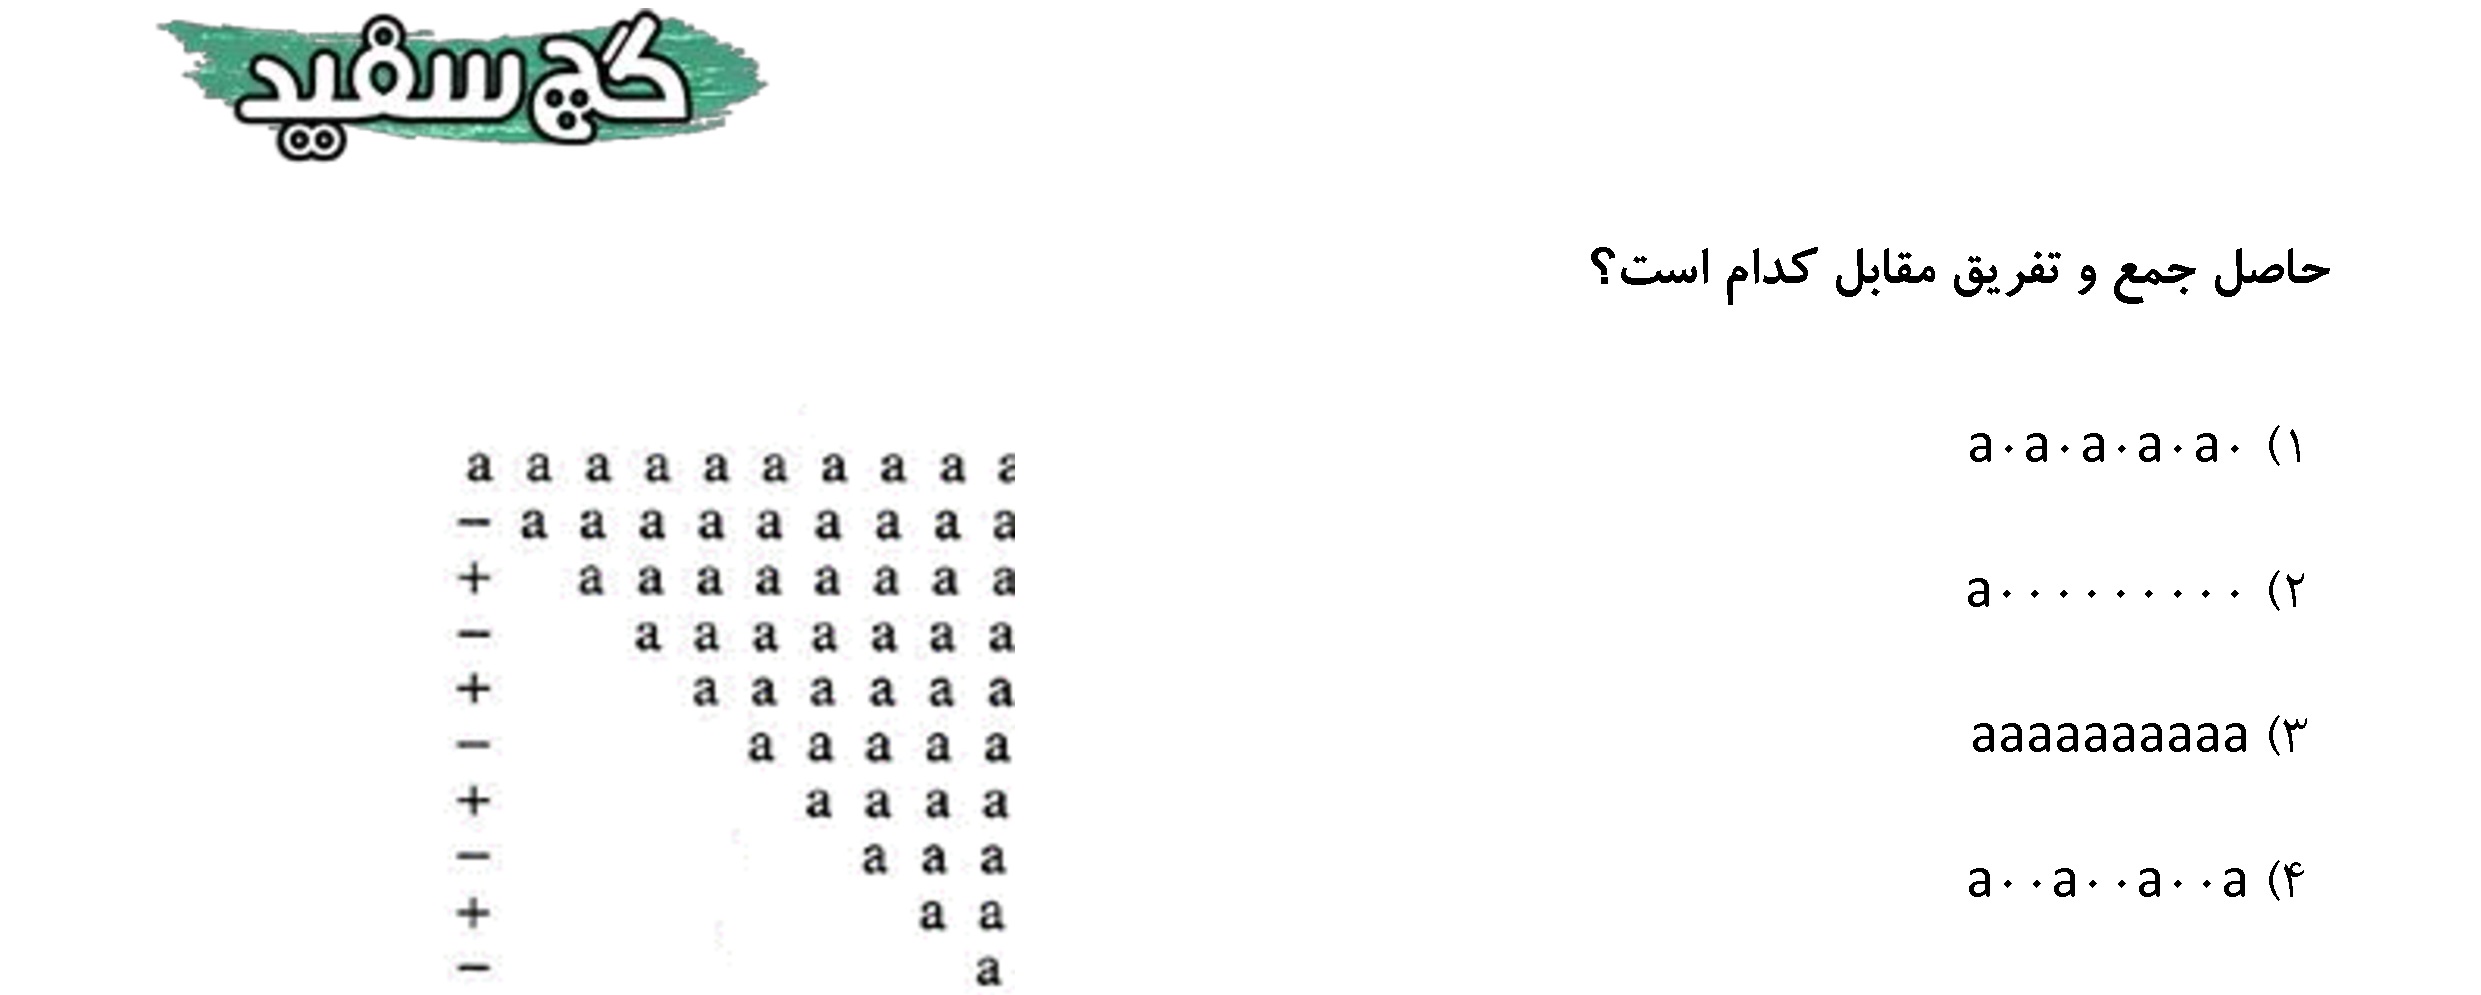 گچ سفید
حاصل جمع و تفریق مقابل کدام است؟
a a a a a a a a a a
− a a a a a a a a a
+ a a a a a a a a
− a a a a a a a
+ a a a a a a
− a a a a a
+ a a a a
− a a a
+ a a
− a
۱) a۰a۰a۰a۰a۰
۲) a۰۰۰۰۰۰۰۰۰
۳) aaaaaaaaaa
۴) a۰۰a۰۰a۰۰a